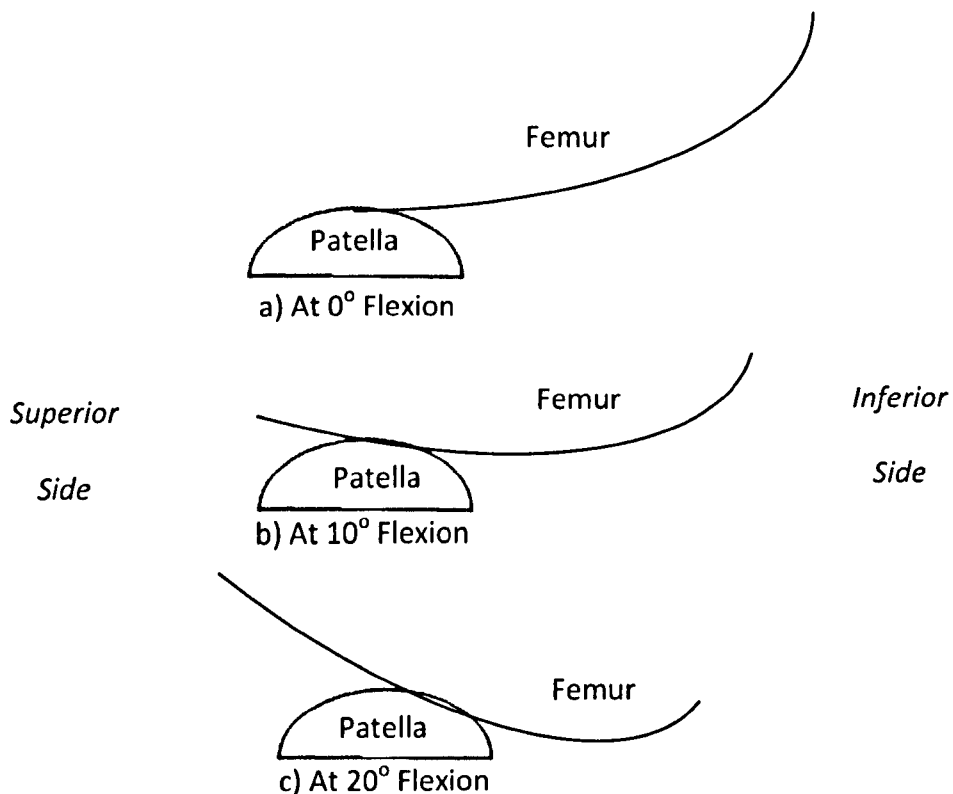 Femur
Patella
a) At 0° Flexion
Superior
Side
Femur
Inferior
Side
Patella
b) At 10° Flexion
Femur
Patella
c) At 20° Flexion